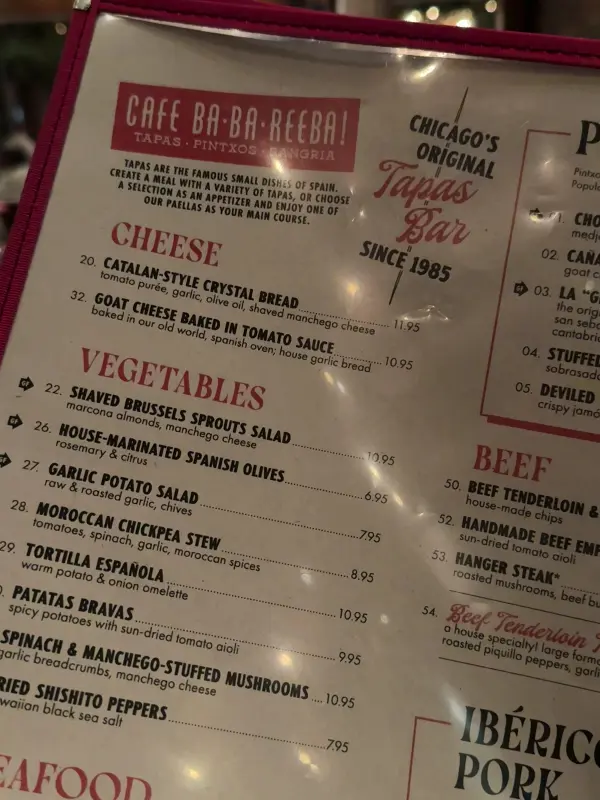 CAFE BA·BA·REEBA!
TAPAS · PINTXOS · SANGRIA
TAPAS ARE THE FAMOUS SMALL DISHES OF SPAIN.
CREATE A MEAL WITH A VARIETY OF TAPAS, OR CHOOSE
A SELECTION AS AN APPETIZER AND ENJOY ONE OF
OUR PAELLAS AS YOUR MAIN COURSE.
CHICAGO'S
ORIGINAL
Tapas
Bar
SINCE 1985
CHEESE
20. CATALAN-STYLE CRYSTAL BREAD 11.95
tomato purée, garlic, olive oil, shaved manchego cheese
32. GOAT CHEESE BAKED IN TOMATO SAUCE 10.95
baked in our old world, spanish oven; house garlic bread
VEGETABLES
22. SHAVED BRUSSELS SPROUTS SALAD 10.95
marcona almonds, manchego cheese
26. HOUSE-MARINATED SPANISH OLIVES 6.95
rosemary & citrus
27. GARLIC POTATO SALAD 7.95
raw & roasted garlic, chives
28. MOROCCAN CHICKPEA STEW 8.95
tomatoes, spinach, garlic, moroccan spices
29. TORTILLA ESPAÑOLA 10.95
warm potato & onion omelette
PATATAS BRAVAS 9.95
spicy potatoes with sun-dried tomato aioli
SPINACH & MANCHEGO-STUFFED MUSHROOMS 10.95
garlic breadcrumbs, manchego cheese
RIED SHISHITO PEPPERS 7.95
waiian black sea salt
EAFOOD
P
Pintxo
Popula
CHO
02. CAÑA
goat c
03. LA "G
the orig
san seba
cantabric
04. STUFFED
sobrasada
05. DEVILED
crispy jamó
BEEF
50. BEEF TENDERLOIN &
house-made chips
52. HANDMADE BEEF EMP
sun-dried tomato aioli
53. HANGER STEAK*
roasted mushrooms, beef bu
54. Beef Tenderloin
a house specialty! large forma
roasted piquillo peppers, garli
IBÉRICO
PORK